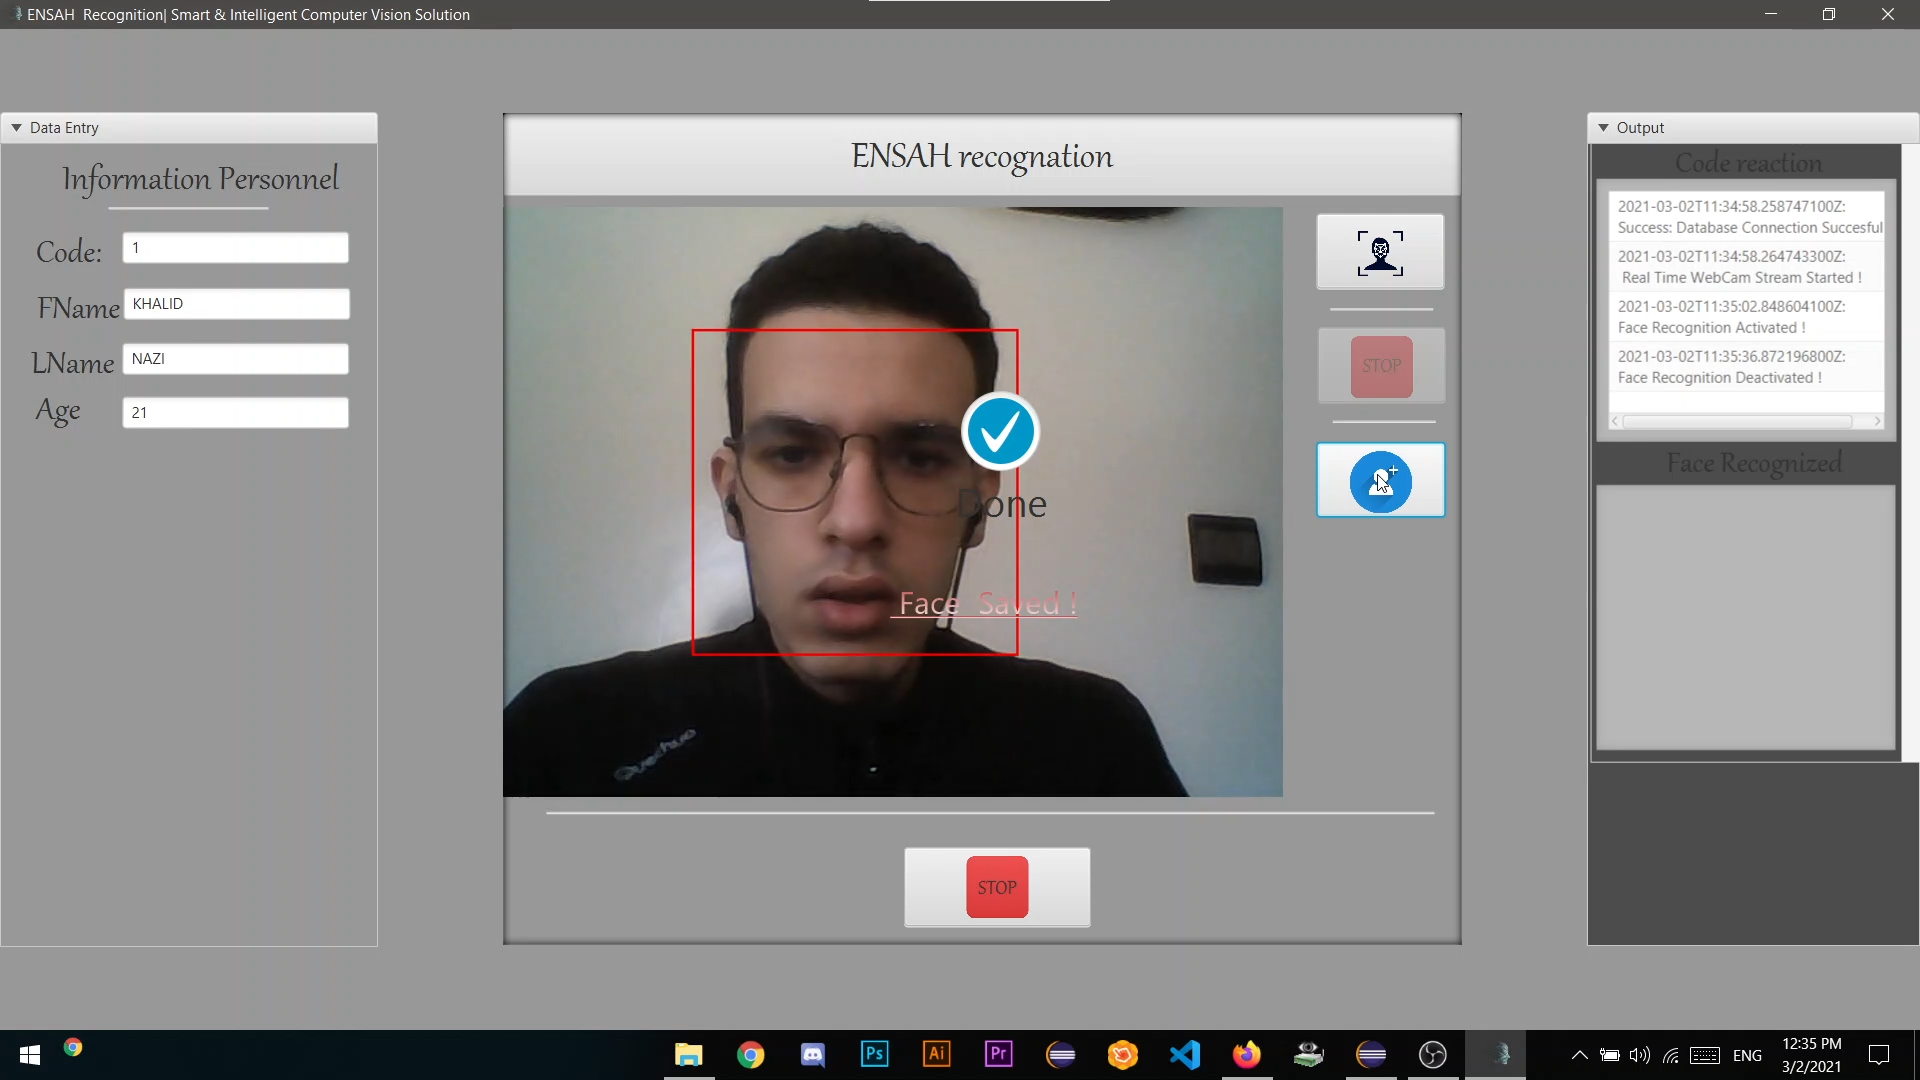 ENSAH  Recognition| Smart & Intelligent Computer Vision Solution
Data Entry
Information Personnel
Code:
1
FName
KHALID
LName
NAZI
Age
21
ENSAH recognation
Done
Face  Saved !
Quechua
STOP
STOP
Output
Code reaction
2021-03-02T11:34:58.258747100Z:
Success: Database Connection Succesful
2021-03-02T11:34:58.264743300Z:
Real Time WebCam Stream Started !
2021-03-02T11:35:02.848604100Z:
Face Recognition Activated !
2021-03-02T11:35:36.872196800Z:
Face Recognition Deactivated !
Face Recognized
Ps
Ai
Pr
ENG
12:35 PM
3/2/2021